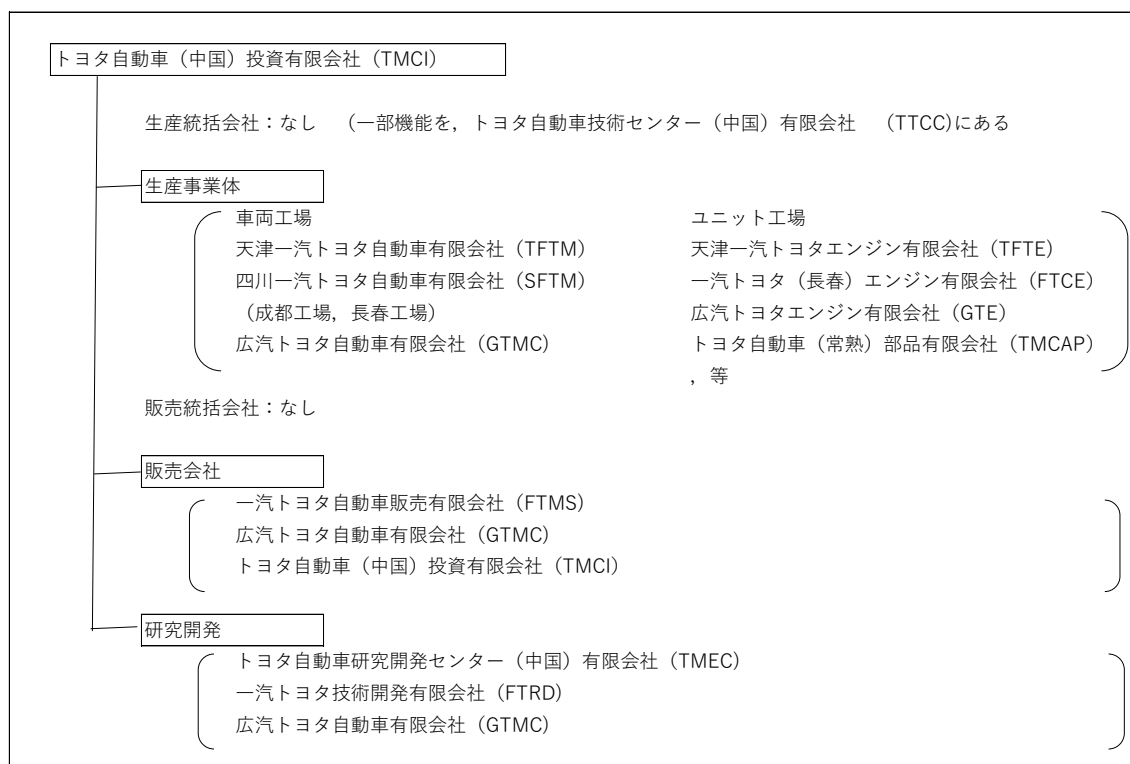 トヨタ自動車（中国）投資有限会社（TMCI）
生産統括会社：なし　（一部機能を，トヨタ自動車技術センター（中国）有限会社　（TTCC)にある
生産事業体
車両工場　ユニット工場
天津一汽トヨタ自動車有限会社（TFTM）　天津一汽トヨタエンジン有限会社（TFTE）
四川一汽トヨタ自動車有限会社（SFTM）　一汽トヨタ（長春）エンジン有限会社（FTCE）
（成都工場，長春工場）　広汽トヨタエンジン有限会社（GTE）
広汽トヨタ自動車有限会社（GTMC）　トヨタ自動車（常熟）部品有限会社（TMCAP）
，等
販売統括会社：なし
販売会社
一汽トヨタ自動車販売有限会社（FTMS）
広汽トヨタ自動車有限会社（GTMC）
トヨタ自動車（中国）投資有限会社（TMCI）
研究開発
トヨタ自動車研究開発センター（中国）有限会社（TMEC）
一汽トヨタ技術開発有限会社（FTRD）
広汽トヨタ自動車有限会社（GTMC）